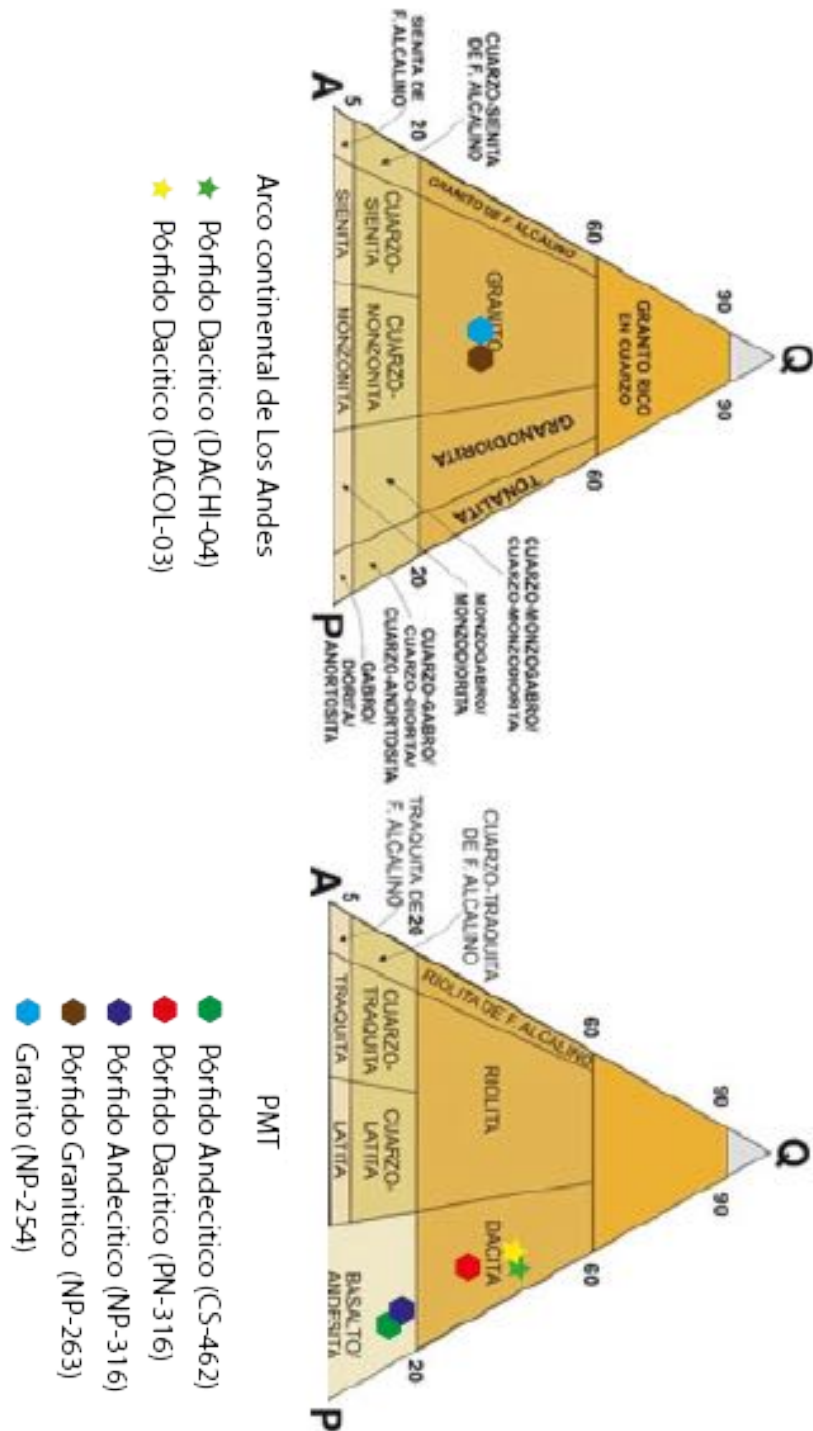 Q
90
90
GRANITO RICO
EN CUARZO
60
60
GRANITO DE F. ALCALINO
GRANITO
GRANODIORITA
TONALITA
20
20
CUARZO-SIENITA
DE F. ALCALINO
SIENITA DE
F. ALCALINO
CUARZO-
SIENITA
CUARZO-
MONZONITA
SIENITA
MONZONITA
5
A
P
CUARZO-MONZOGABRO/
CUARZO-MONZODIORITA
MONZOGABRO/
MONZODIORITA
CUARZO-GABRO/
CUARZO-DIORITA/
CUARZO-ANORTOSITA
GABRO/
DIORITA/
ANORTOSITA
Arco continental de Los Andes
Pórfido Dacitico (DACHI-04)
Pórfido Dacitico (DACOL-03)
Q
90
90
60
60
RIOLITA DE F. ALCALINO
RIOLITA
DACITA
CUARZO-TRAQUITA
DE F. ALCALINO
TRAQUITA DE
F. ALCALINO
20
20
CUARZO-
TRAQUITA
CUARZO-
LATITA
TRAQUITA
LATITA
BASALTO/
ANDESITA
5
A
P
PMT
Pórfido Andecitico (CS-462)
Pórfido Dacitico (PN-316)
Pórfido Andecitico (NP-316)
Pórfido Granitico (NP-263)
Granito (NP-254)